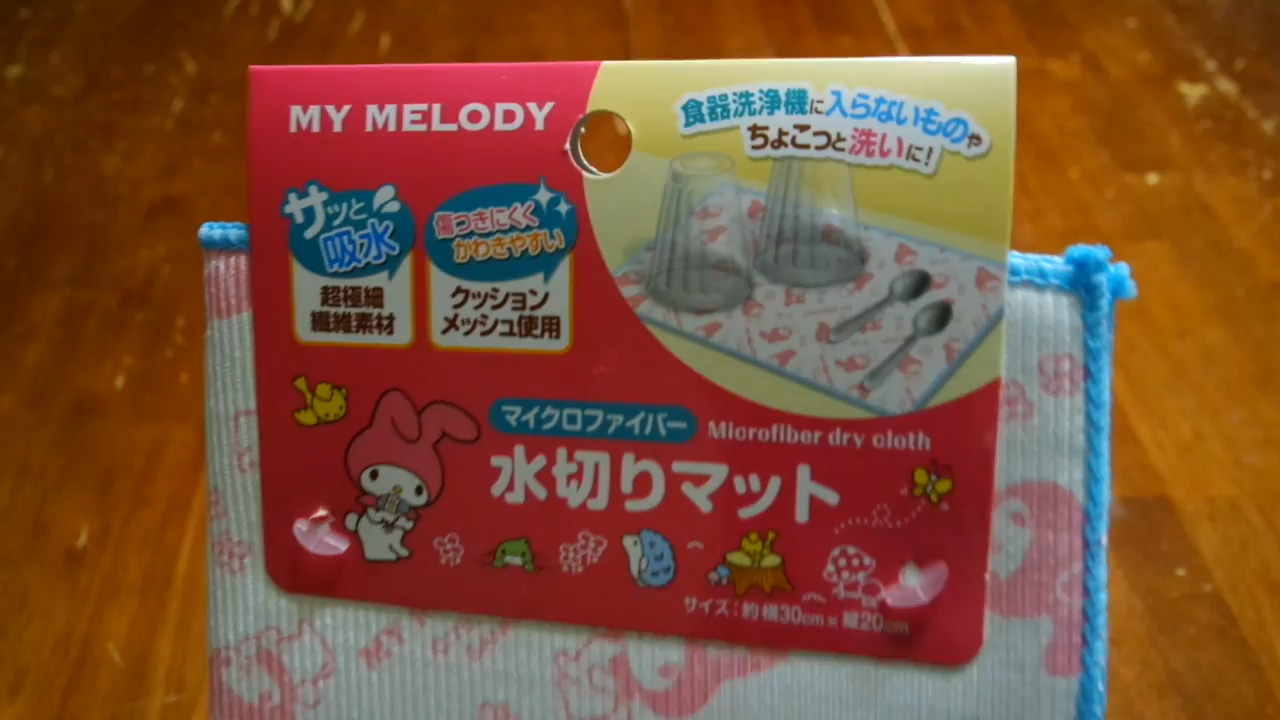 MY MELODY
食器洗浄機に入らないものや
ちょこっと洗いに!
サッと
吸水
超極細
繊維素材
傷つきにくく
かわきやすい
クッション
メッシュ使用
マイクロファイバー
Microfiber dry cloth
水切りマット
サイズ:約横30cm×縦20cm
MY